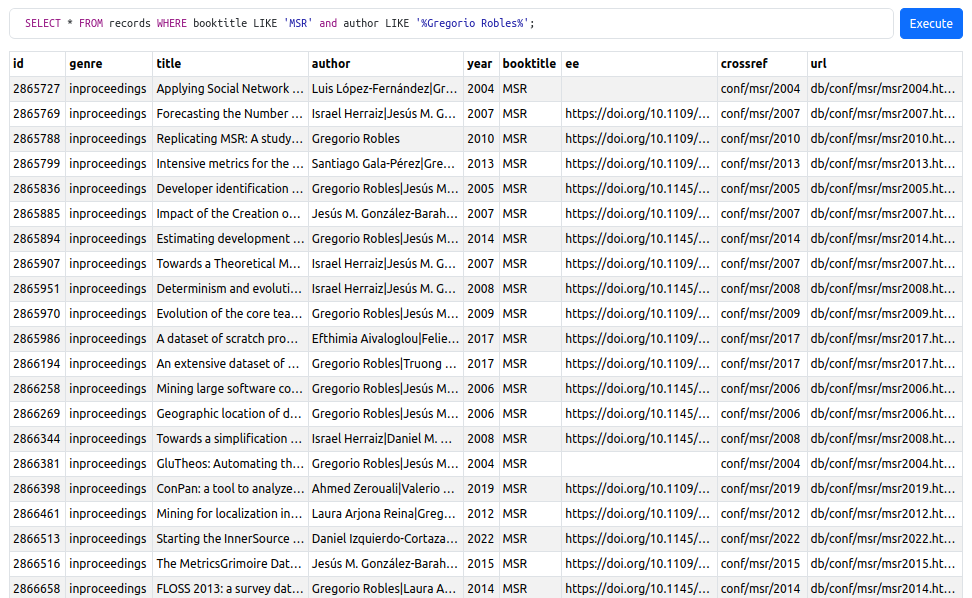 SELECT * FROM records WHERE booktitle LIKE 'MSR' and author LIKE '%Gregorio Robles%';
Execute
id genre title author year booktitle ee crossref url
2865727 inproceedings Applying Social Network ... Luis López-Fernández|Gr... 2004 MSR conf/msr/2004 db/conf/msr/msr2004.ht...
2865769 inproceedings Forecasting the Number ... Israel Herraiz|Jesús M. G... 2007 MSR https://doi.org/10.1109/... conf/msr/2007 db/conf/msr/msr2007.ht...
2865788 inproceedings Replicating MSR: A study... Gregorio Robles 2010 MSR https://doi.org/10.1109/... conf/msr/2010 db/conf/msr/msr2010.ht...
2865799 inproceedings Intensive metrics for the ... Santiago Gala-Pérez|Gre... 2013 MSR https://doi.org/10.1109/... conf/msr/2013 db/conf/msr/msr2013.ht...
2865836 inproceedings Developer identification ... Gregorio Robles|Jesús M... 2005 MSR https://doi.org/10.1145/... conf/msr/2005 db/conf/msr/msr2005.ht...
2865885 inproceedings Impact of the Creation o... Jesús M. González-Barah... 2007 MSR https://doi.org/10.1109/... conf/msr/2007 db/conf/msr/msr2007.ht...
2865894 inproceedings Estimating development ... Gregorio Robles|Jesús M... 2014 MSR https://doi.org/10.1145/... conf/msr/2014 db/conf/msr/msr2014.ht...
2865907 inproceedings Towards a Theoretical M... Israel Herraiz|Jesús M. G... 2007 MSR https://doi.org/10.1109/... conf/msr/2007 db/conf/msr/msr2007.ht...
2865951 inproceedings Determinism and evoluti... Israel Herraiz|Jesús M. G... 2008 MSR https://doi.org/10.1145/... conf/msr/2008 db/conf/msr/msr2008.ht...
2865970 inproceedings Evolution of the core tea... Gregorio Robles|Jesús M... 2009 MSR https://doi.org/10.1109/... conf/msr/2009 db/conf/msr/msr2009.ht...
2865986 inproceedings A dataset of scratch pro... Efthimia Aivaloglou|Felie... 2017 MSR https://doi.org/10.1109/... conf/msr/2017 db/conf/msr/msr2017.ht...
2866194 inproceedings An extensive dataset of ... Gregorio Robles|Truong ... 2017 MSR https://doi.org/10.1109/... conf/msr/2017 db/conf/msr/msr2017.ht...
2866258 inproceedings Mining large software co... Gregorio Robles|Jesús M... 2006 MSR https://doi.org/10.1145/... conf/msr/2006 db/conf/msr/msr2006.ht...
2866269 inproceedings Geographic location of d... Gregorio Robles|Jesús M... 2006 MSR https://doi.org/10.1145/... conf/msr/2006 db/conf/msr/msr2006.ht...
2866344 inproceedings Towards a simplification ... Israel Herraiz|Daniel M. ... 2008 MSR https://doi.org/10.1145/... conf/msr/2008 db/conf/msr/msr2008.ht...
2866381 inproceedings GluTheos: Automating th... Gregorio Robles|Jesús M... 2004 MSR conf/msr/2004 db/conf/msr/msr2004.ht...
2866398 inproceedings ConPan: a tool to analyze... Ahmed Zerouali|Valerio ... 2019 MSR https://doi.org/10.1109/... conf/msr/2019 db/conf/msr/msr2019.ht...
2866461 inproceedings Mining for localization in... Laura Arjona Reina|Greg... 2012 MSR https://doi.org/10.1109/... conf/msr/2012 db/conf/msr/msr2012.ht...
2866513 inproceedings Starting the InnerSource ... Daniel Izquierdo-Cortaza... 2022 MSR https://doi.org/10.1145/... conf/msr/2022 db/conf/msr/msr2022.ht...
2866516 inproceedings The MetricsGrimoire Dat... Jesús M. González-Barah... 2015 MSR https://doi.org/10.1109/... conf/msr/2015 db/conf/msr/msr2015.ht...
2866658 inproceedings FLOSS 2013: a survey dat... Gregorio Robles|Laura A... 2014 MSR https://doi.org/10.1145/... conf/msr/2014 db/conf/msr/msr2014.ht...